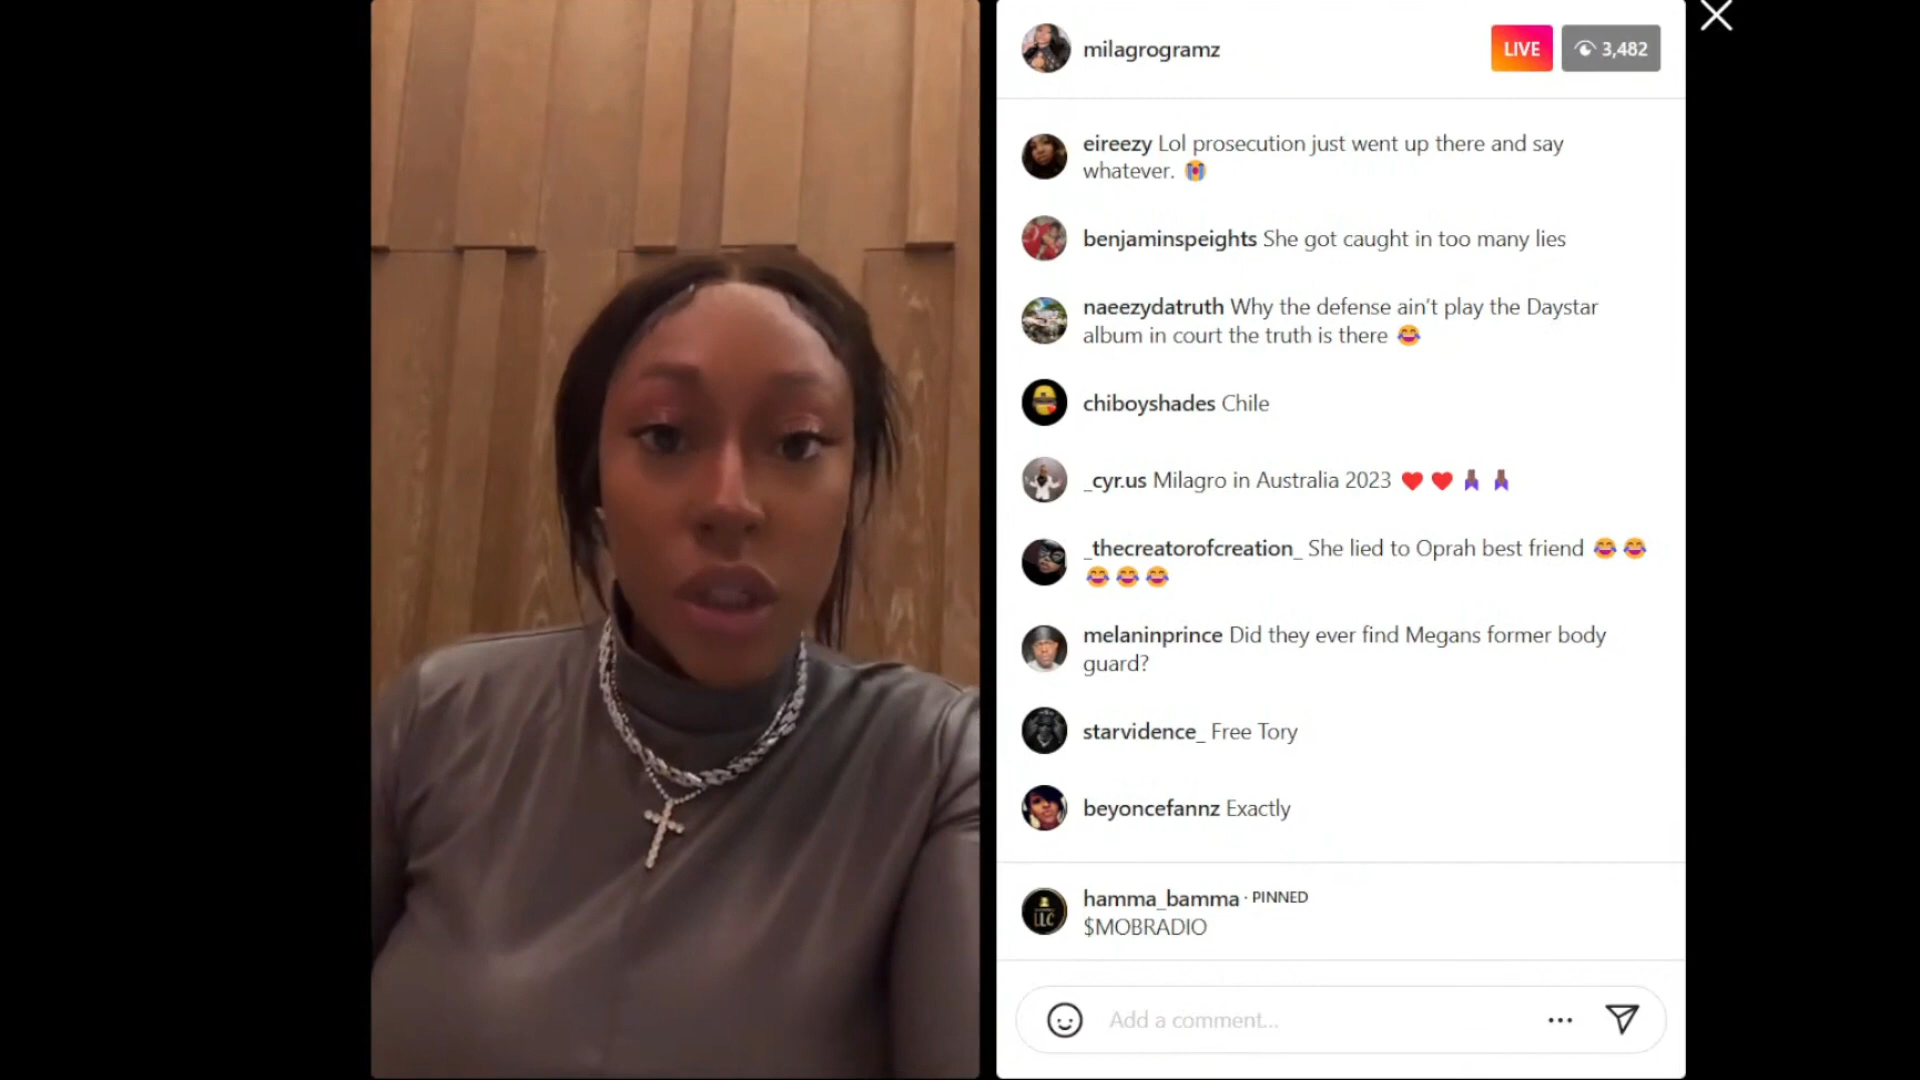 milagrogramz
LIVE
3,482
eireezy Lol prosecution just went up there and say
whatever. 😭
benjaminspeights She got caught in too many lies
naeezydatruth Why the defense ain't play the Daystar
album in court the truth is there 😂
chiboyshades Chile
_cyr.us Milagro in Australia 2023 ❤️ ❤️
_thecreatorofcreation_ She lied to Oprah best friend 😂 😂
😂 😂 😂
melaninprince Did they ever find Megans former body
guard?
starvidence_ Free Tory
beyoncefannz Exactly
hamma_bamma · PINNED
$MOBRADIO
LLC
Add a comment...